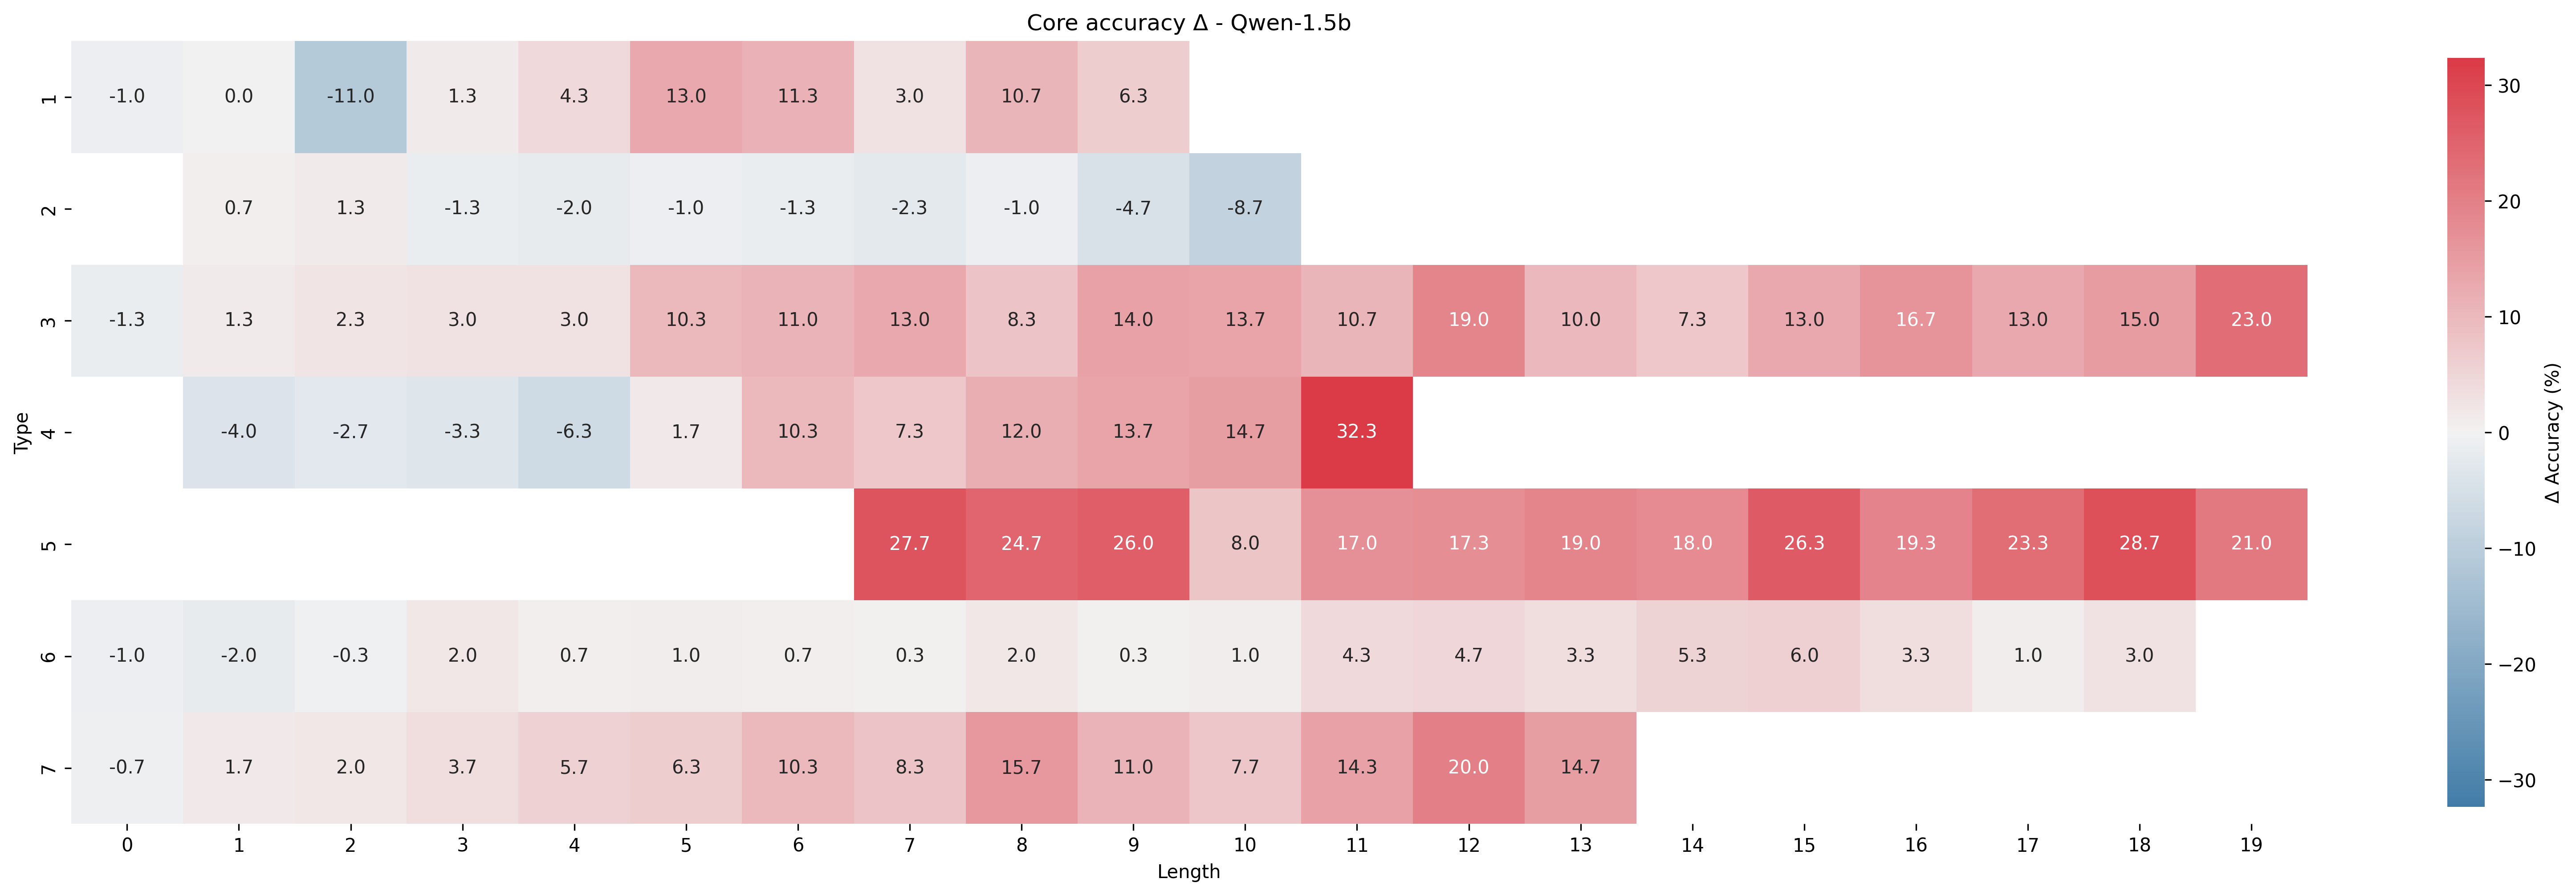 Core accuracy Δ - Qwen-1.5b
1 -1.0 0.0 -11.0 1.3 4.3 13.0 11.3 3.0 10.7 6.3
2 0.7 1.3 -1.3 -2.0 -1.0 -1.3 -2.3 -1.0 -4.7 -8.7
3 -1.3 1.3 2.3 3.0 3.0 10.3 11.0 13.0 8.3 14.0 13.7 10.7 19.0 10.0 7.3 13.0 16.7 13.0 15.0 23.0
Type
4 -4.0 -2.7 -3.3 -6.3 1.7 10.3 7.3 12.0 13.7 14.7 32.3
5 27.7 24.7 26.0 8.0 17.0 17.3 19.0 18.0 26.3 19.3 23.3 28.7 21.0
6 -1.0 -2.0 -0.3 2.0 0.7 1.0 0.7 0.3 2.0 0.3 1.0 4.3 4.7 3.3 5.3 6.0 3.3 1.0 3.0
7 -0.7 1.7 2.0 3.7 5.7 6.3 10.3 8.3 15.7 11.0 7.7 14.3 20.0 14.7
0 1 2 3 4 5 6 7 8 9 10 11 12 13 14 15 16 17 18 19
Length
30
20
10
0
−10
−20
−30
Δ Accuracy (%)